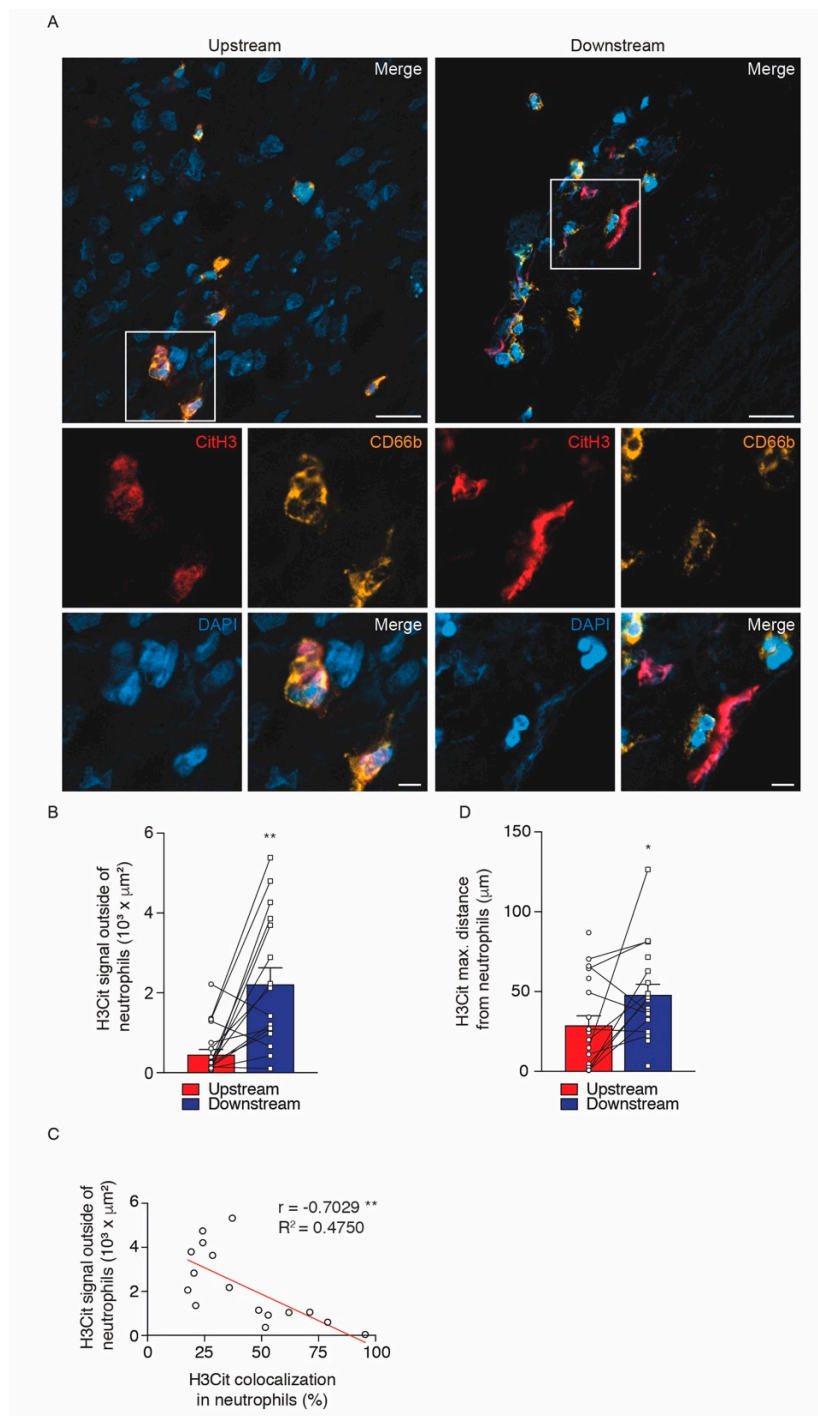 A
Upstream
Downstream
Merge
Merge
CitH3
CD66b
CitH3
CD66b
DAPI
Merge
DAPI
Merge
B
H3Cit signal outside of
neutrophils (10³ x μm²)
6
4
2
0
**
Upstream
Downstream
D
H3Cit max. distance
from neutrophils (μm)
150
100
50
0
*
Upstream
Downstream
C
H3Cit signal outside of
neutrophils (10³ x μm²)
6
4
2
0
r = -0.7029 **
R² = 0.4750
0 25 50 75 100
H3Cit colocalization
in neutrophils (%)